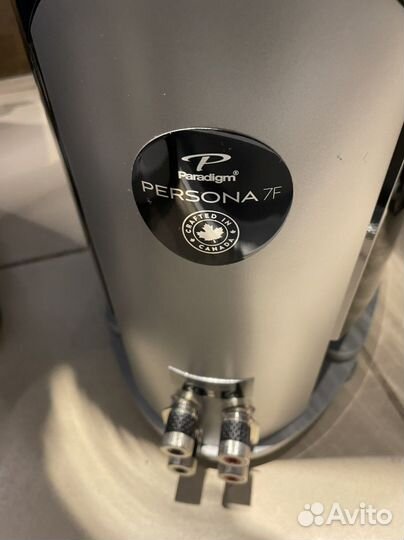 Paradigm®
PERSONA 7F
CRAFTED IN
CANADA
Avito